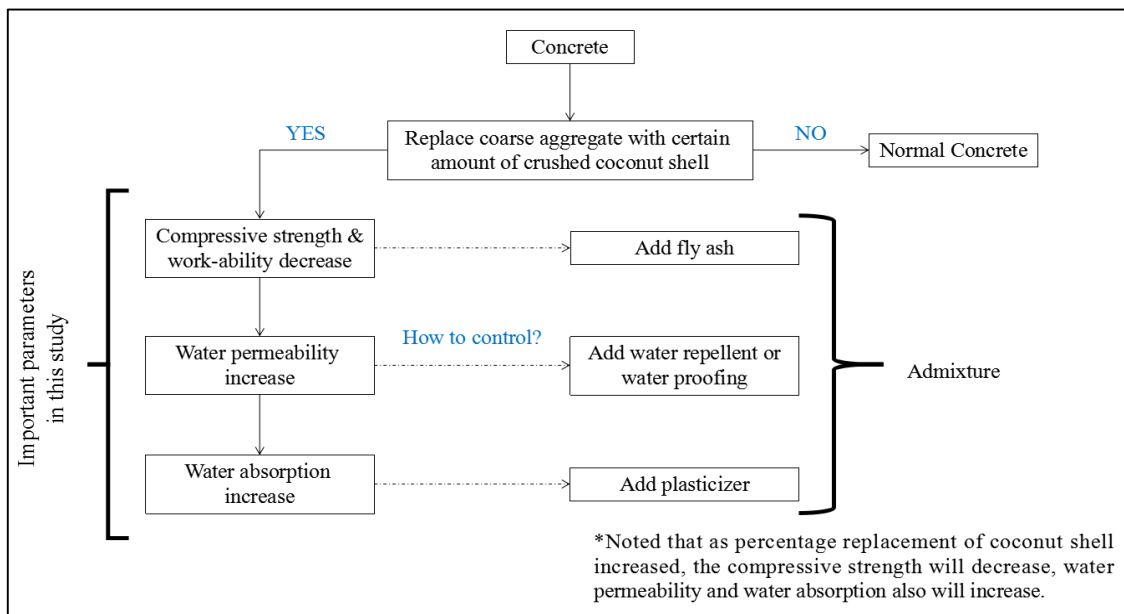 Concrete
YES
Replace coarse aggregate with certain
amount of crushed coconut shell
NO
Normal Concrete
Important parameters
in this study
Compressive strength &
work-ability decrease
Add fly ash
Water permeability
increase
How to control?
Add water repellent or
water proofing
Admixture
Water absorption
increase
Add plasticizer
*Noted that as percentage replacement of coconut shell
increased, the compressive strength will decrease, water
permeability and water absorption also will increase.